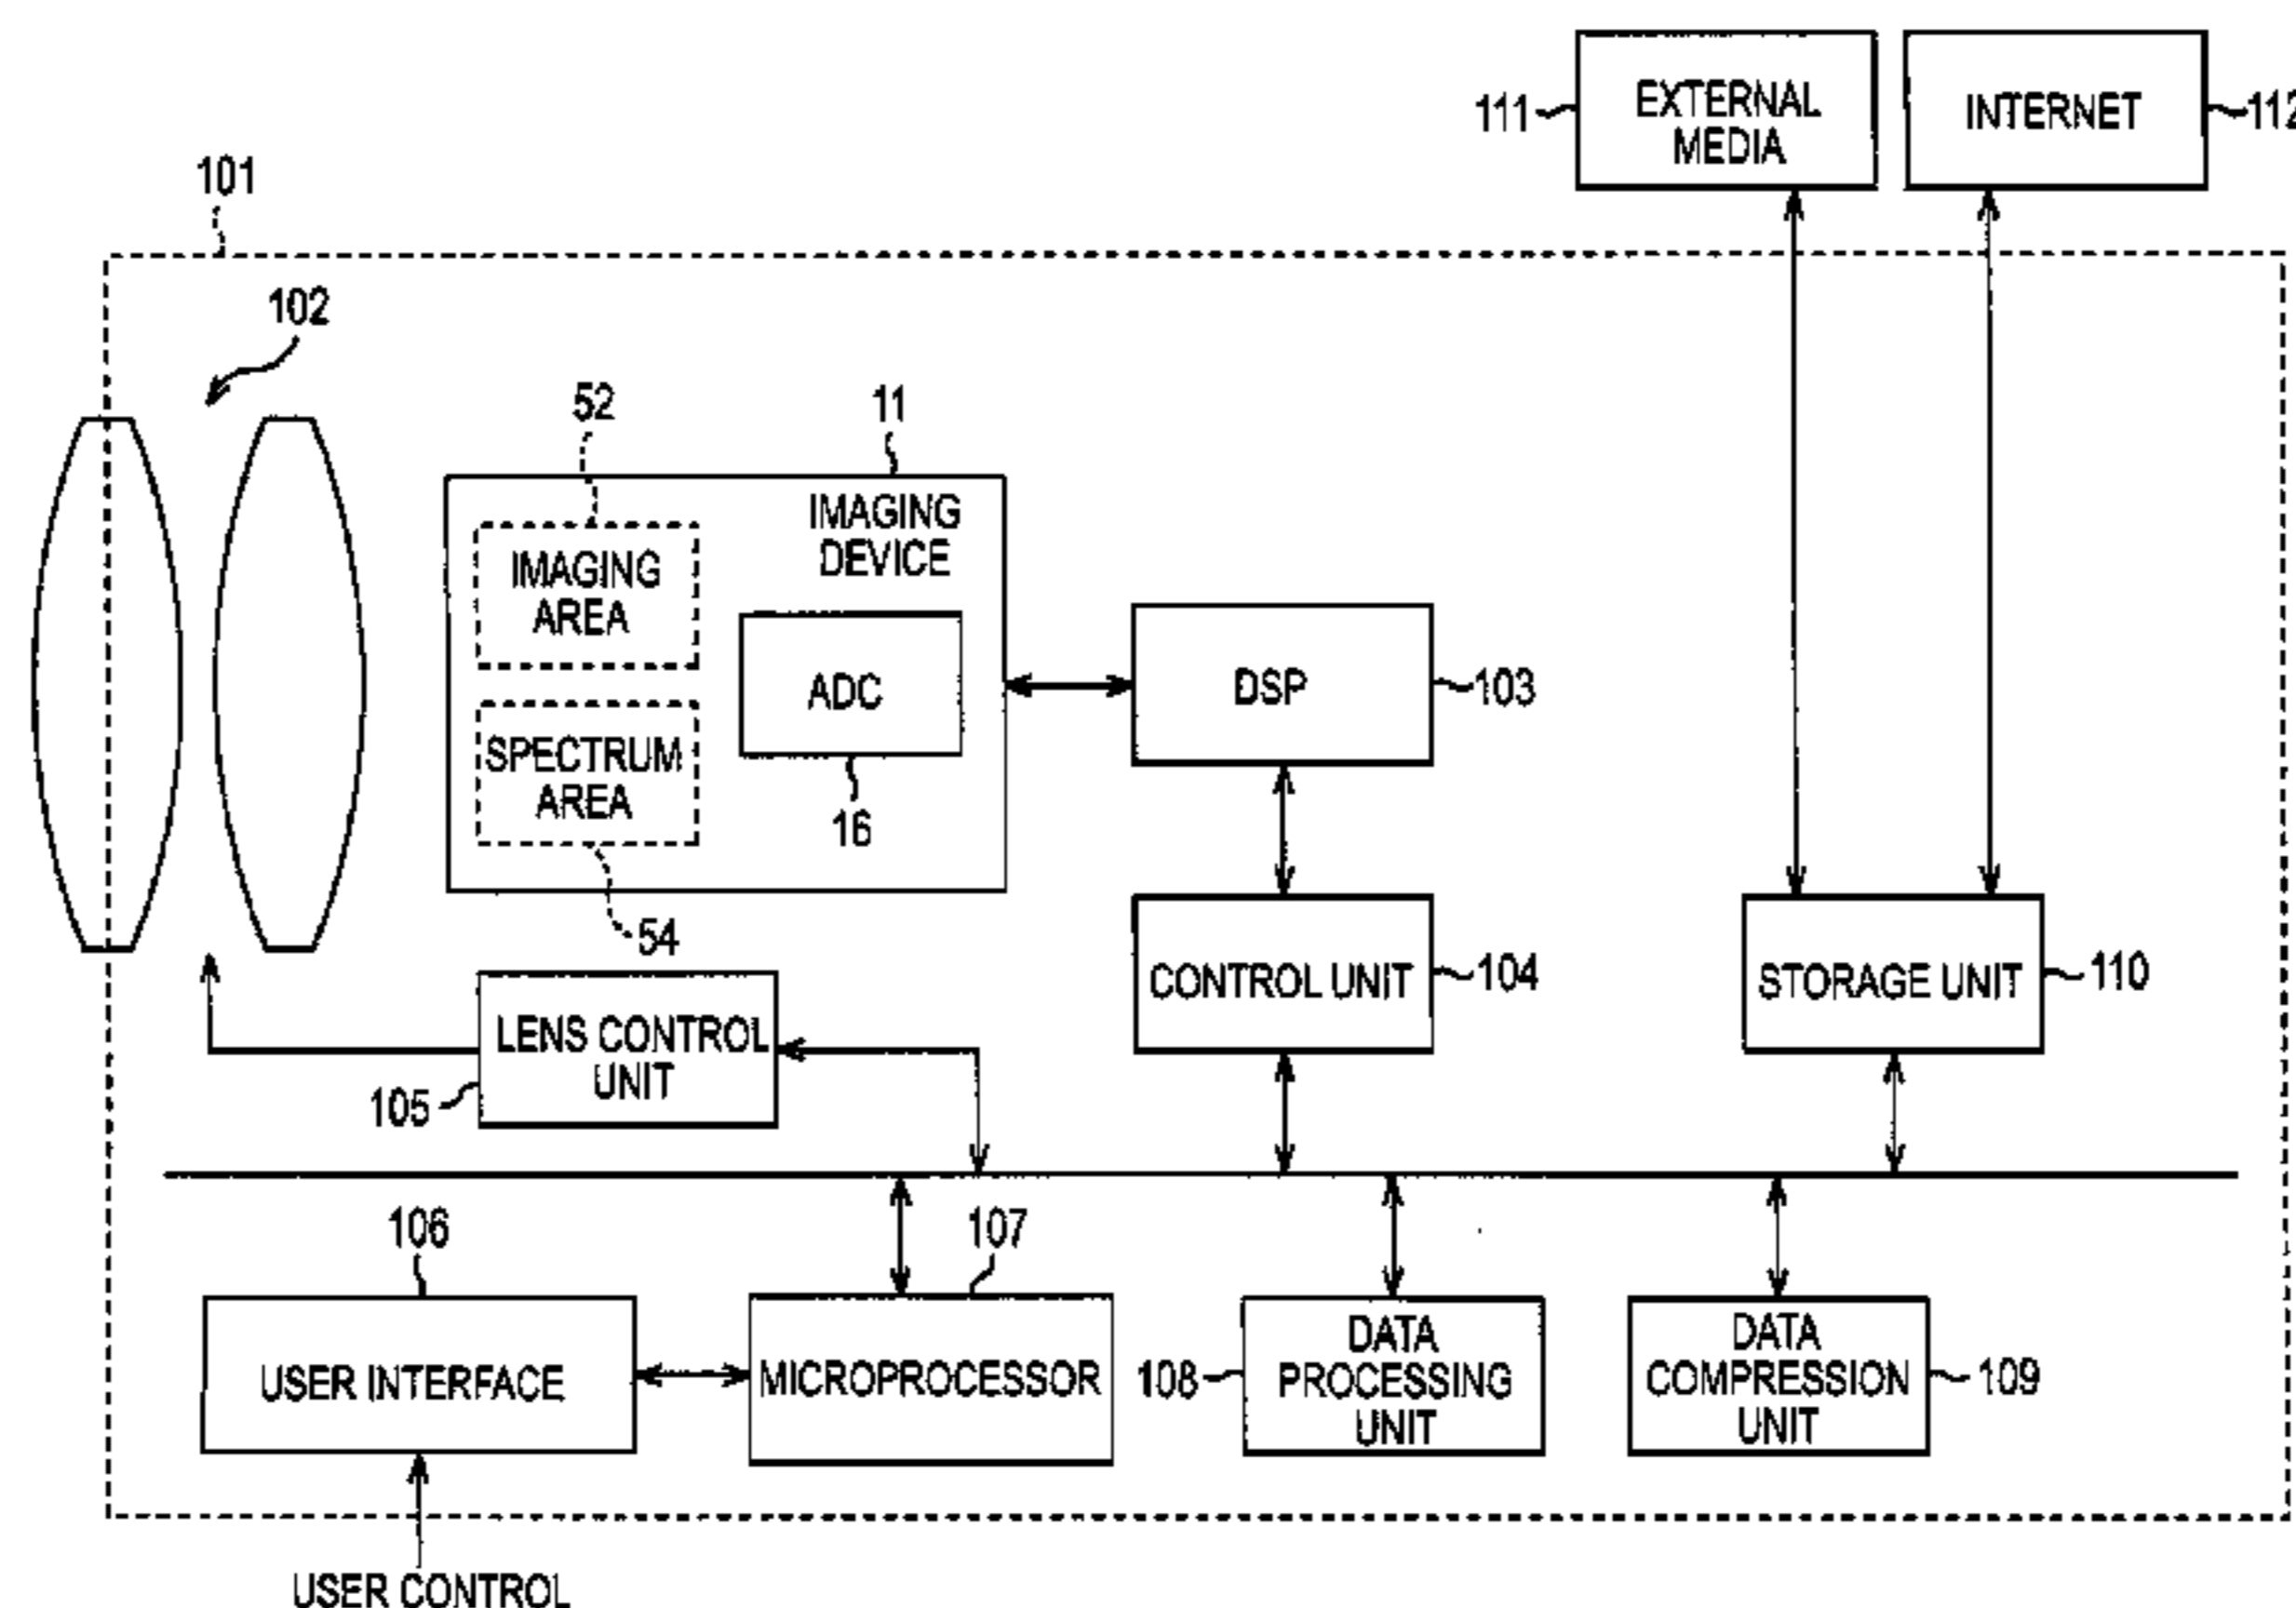 111
EXTERNAL
MEDIA
INTERNET
112
101
102
52
11
IMAGING
DEVICE
IMAGING
AREA
ADC
16
SPECTRUM
AREA
54
DSP
103
CONTROL UNIT
104
STORAGE UNIT
110
LENS CONTROL
UNIT
105
106
USER INTERFACE
107
MICROPROCESSOR
108
DATA
PROCESSING
UNIT
DATA
COMPRESSION
UNIT
109
USER CONTROL